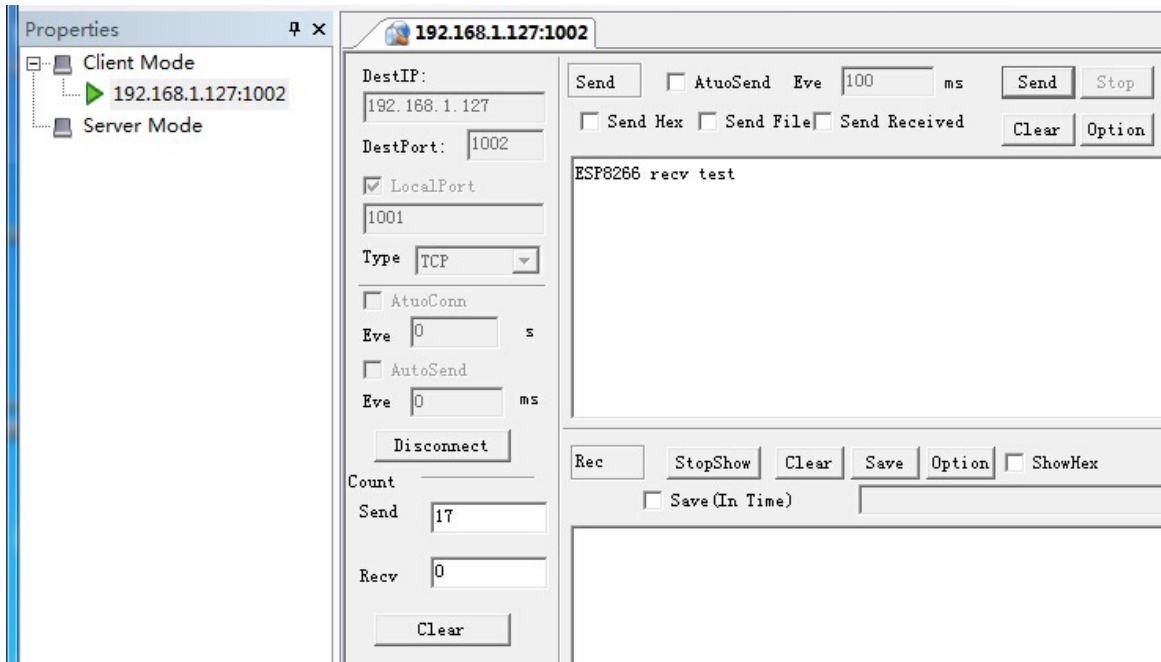 Properties
Client Mode
192.168.1.127:1002
Server Mode
192.168.1.127:1002
DestIP:
192.168.1.127
DestPort: 1002
LocalPort
1001
Type TCP
AtuoConn
Eve 0 s
AutoSend
Eve 0 ms
Disconnect
Count
Send 17
Recv 0
Clear
Send AtuoSend Eve 100 ms Send Stop
Send Hex Send File Send Received Clear Option
ESP8266 recv test
Rec StopShow Clear Save Option ShowHex
Save(In Time)